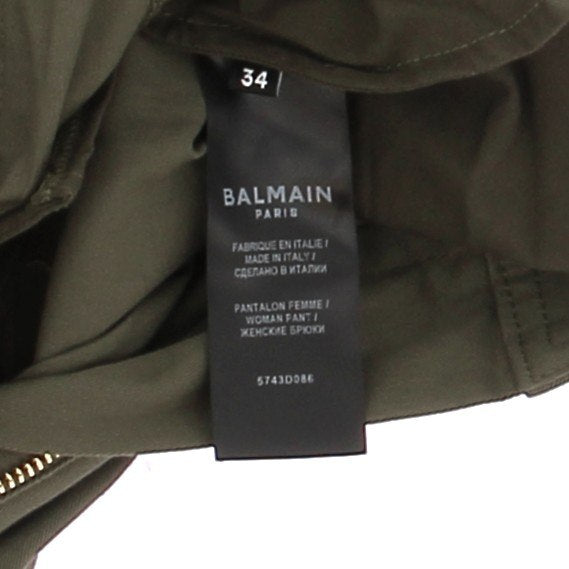 34
BALMAIN
PARIS
FABRIQUE EN ITALIE /
MADE IN ITALY /
СДЕЛАНО В ИТАЛИИ
PANTALON FEMME /
WOMAN PANT /
ЖЕНСКИЕ БРЮКИ
5743D086